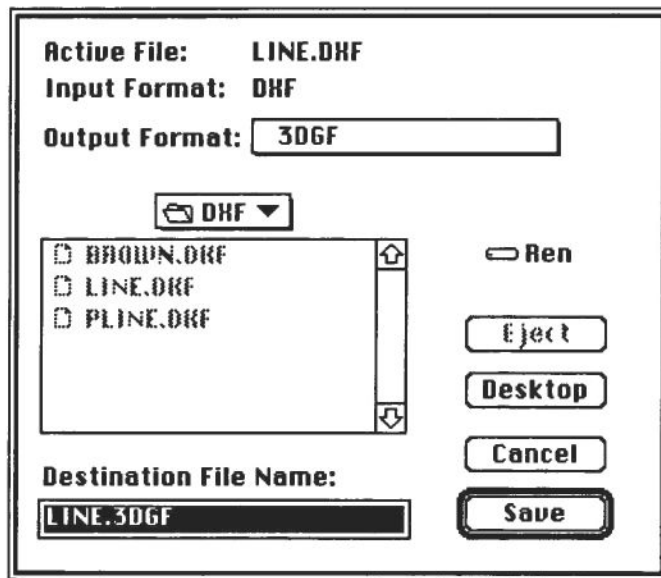 Active File: LINE.DXF
Input Format: DXF
Output Format: 3DGF
DXF
BROWN.DXF
LINE.DXF
PLINE.DXF
Ren
Eject
Desktop
Cancel
Destination File Name:
LINE.3DGF
Save